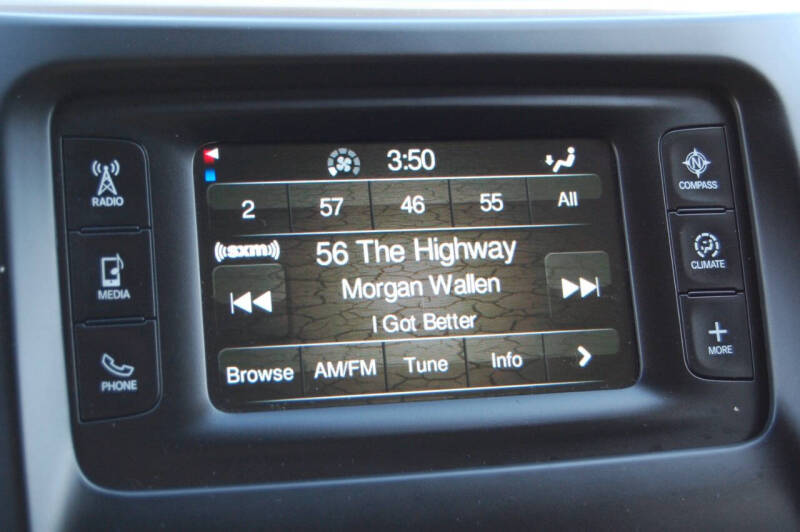 RADIO
MEDIA
PHONE
3:50
2 57 46 55 All
((sxm)) 56 The Highway
Morgan Wallen
I Got Better
Browse AM/FM Tune Info
N
COMPASS
CLIMATE
MORE